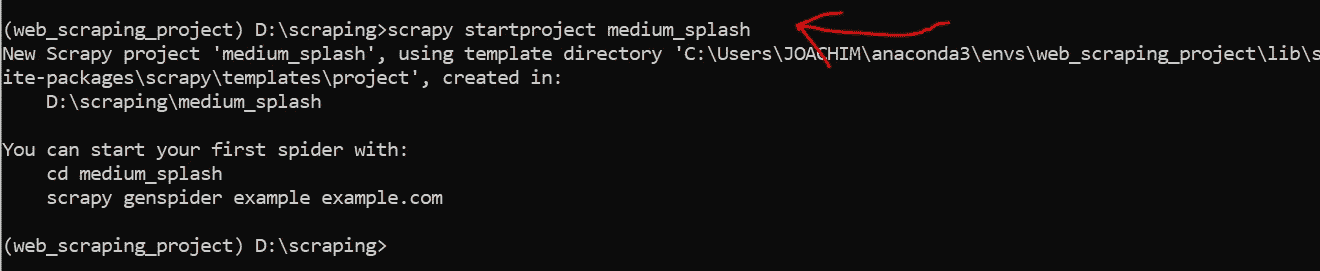 (web_scraping_project) D:\scraping>scrapy startproject medium_splash
New Scrapy project 'medium_splash', using template directory 'C:\Users\JOACHIM\anaconda3\envs\web_scraping_project\lib\s
ite-packages\scrapy\templates\project', created in:
    D:\scraping\medium_splash
You can start your first spider with:
    cd medium_splash
    scrapy genspider example example.com
(web_scraping_project) D:\scraping>